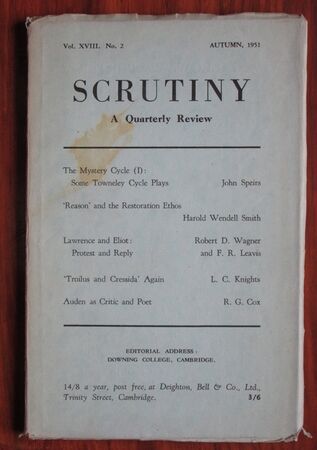 Vol. XVIII. No. 2 AUTUMN, 1951
SCRUTINY
A Quarterly Review
The Mystery Cycle (I):
Some Towneley Cycle Plays John Speirs
'Reason' and the Restoration Ethos
Harold Wendell Smith
Lawrence and Eliot: Robert D. Wagner
Protest and Reply and F. R. Leavis
'Troilus and Cressida' Again L. C. Knights
Auden as Critic and Poet R. G. Cox
EDITORIAL ADDRESS:
DOWNING COLLEGE, CAMBRIDGE.
14/8 a year, post free, at Deighton, Bell & Co., Ltd.,
Trinity Street, Cambridge. 3/6